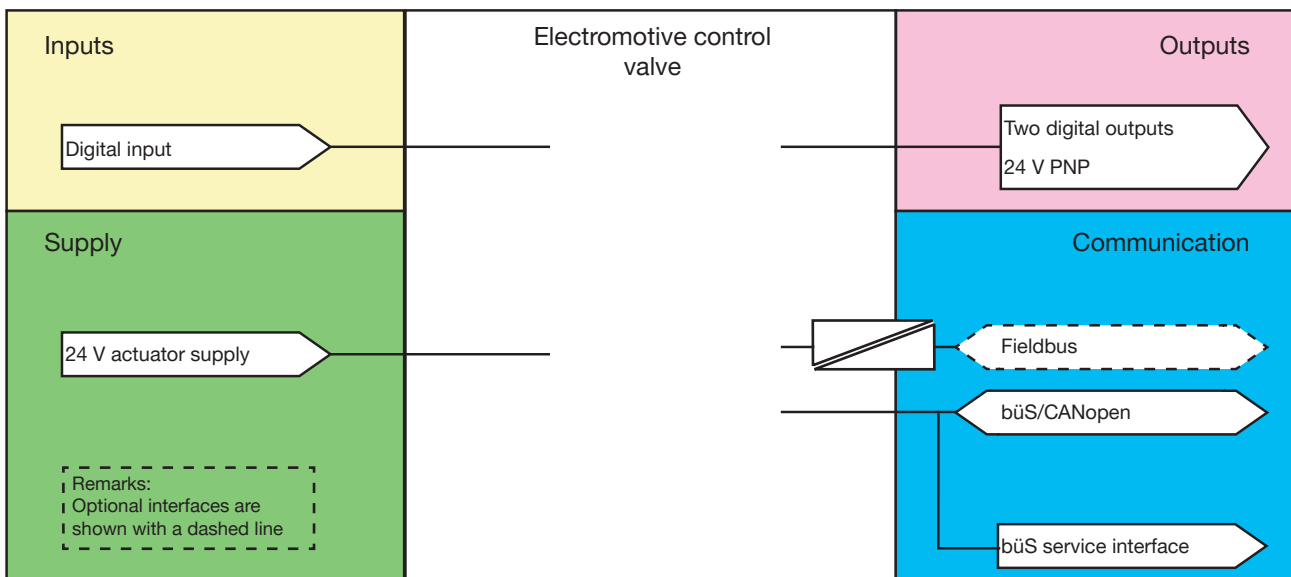 Inputs
Electromotive control
valve
Outputs
Digital input
Two digital outputs
24 V PNP
Supply
Communication
24 V actuator supply
Fieldbus
büS/CANopen
Remarks:
Optional interfaces are
shown with a dashed line
büS service interface